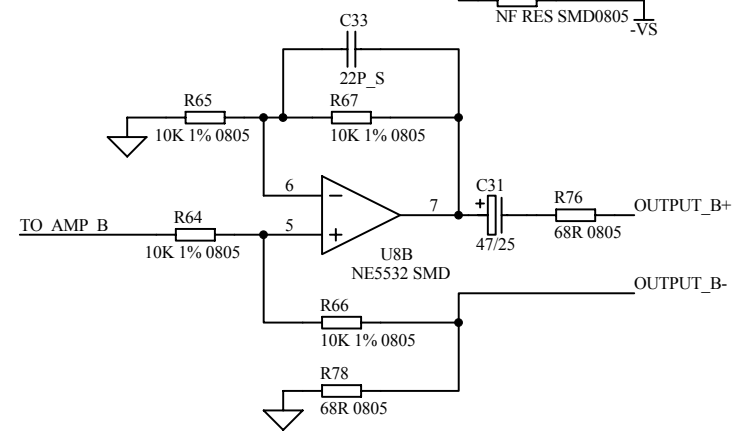 NF RES SMD0805
-VS
C33
22P_S
R65
R67
10K 1% 0805
10K 1% 0805
6
7
C31
+
R76
OUTPUT_B+
TO AMP B
R64
5
−
+
47/25
68R 0805
10K 1% 0805
U8B
NE5532 SMD
OUTPUT_B-
R66
10K 1% 0805
R78
68R 0805